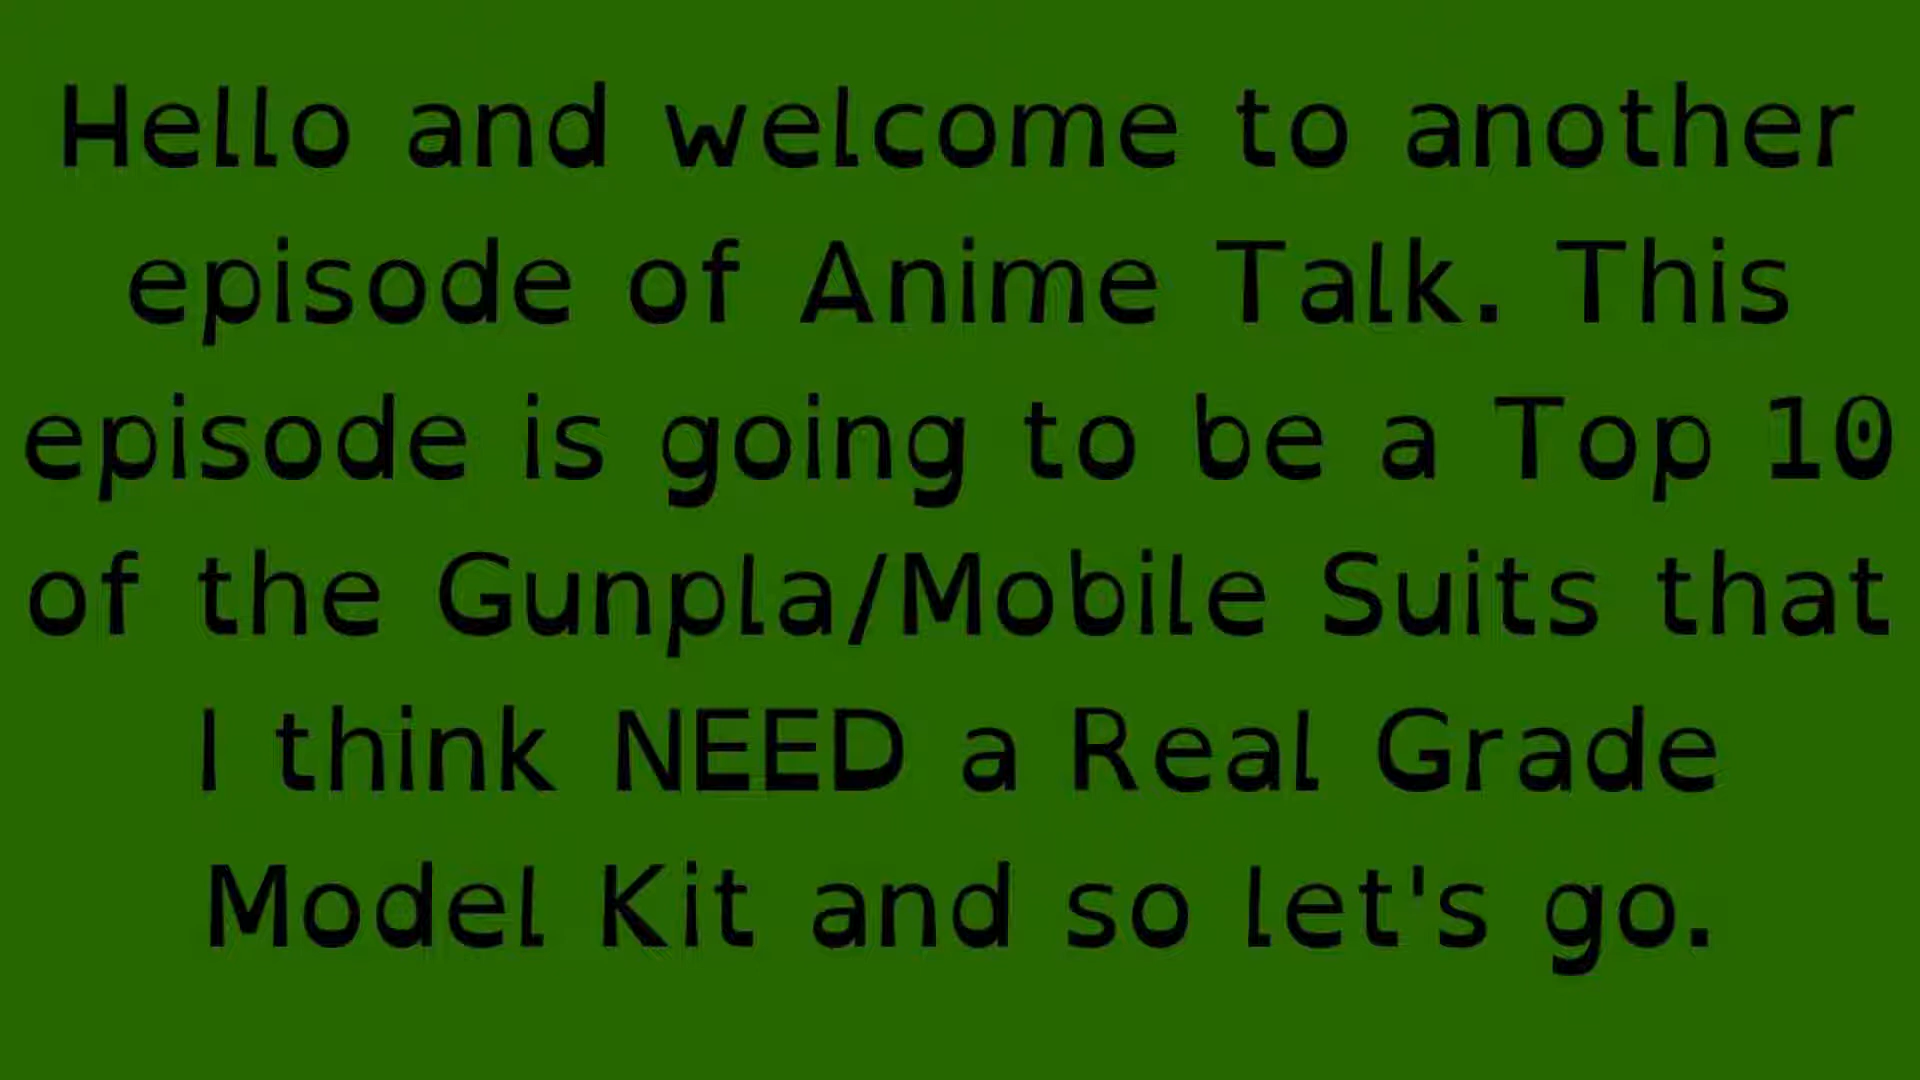 Hello and welcome to another
episode of Anime Talk. This
episode is going to be a Top 10
of the Gunpla/Mobile Suits that
I think NEED a Real Grade
Model Kit and so let's go.